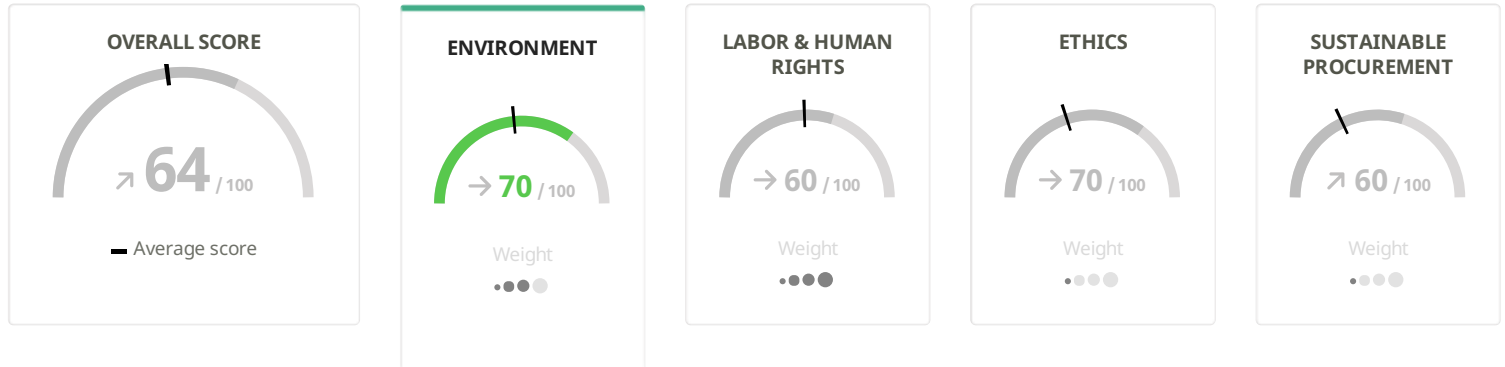 OVERALL SCORE
64 / 100
Average score
ENVIRONMENT
70 / 100
Weight
LABOR & HUMAN
RIGHTS
60 / 100
Weight
ETHICS
70 / 100
Weight
SUSTAINABLE
PROCUREMENT
60 / 100
Weight